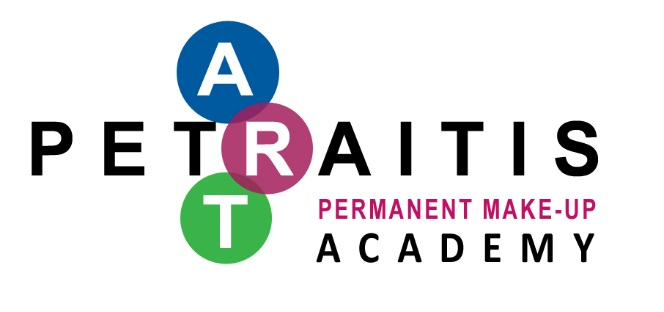 A
PETRAITIS
T
PERMANENT MAKE-UP
ACADEMY